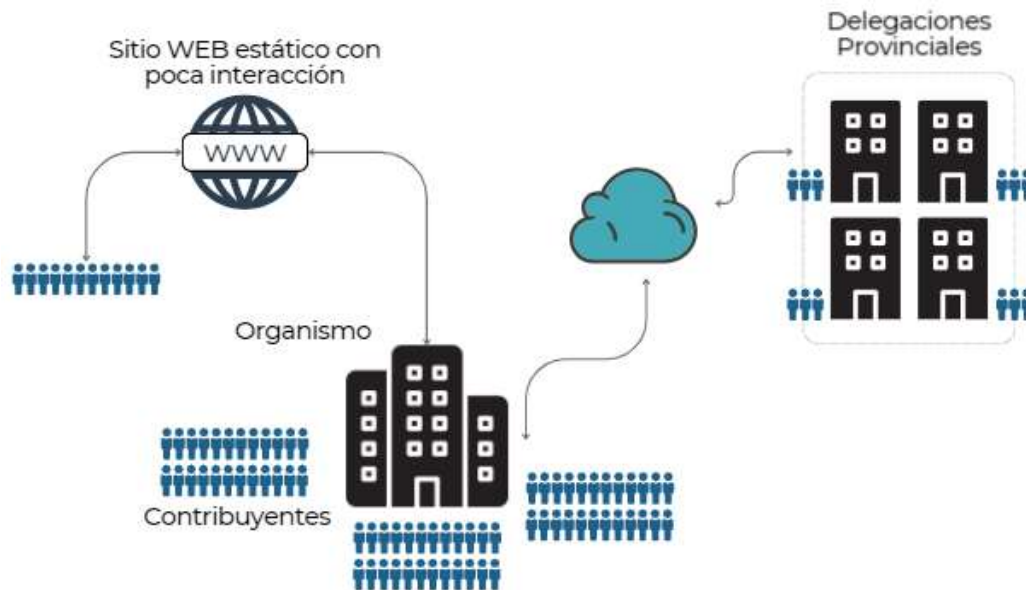 Sitio WEB estático con
poca interacción
WWW
Delegaciones
Provinciales
Organismo
Contribuyentes